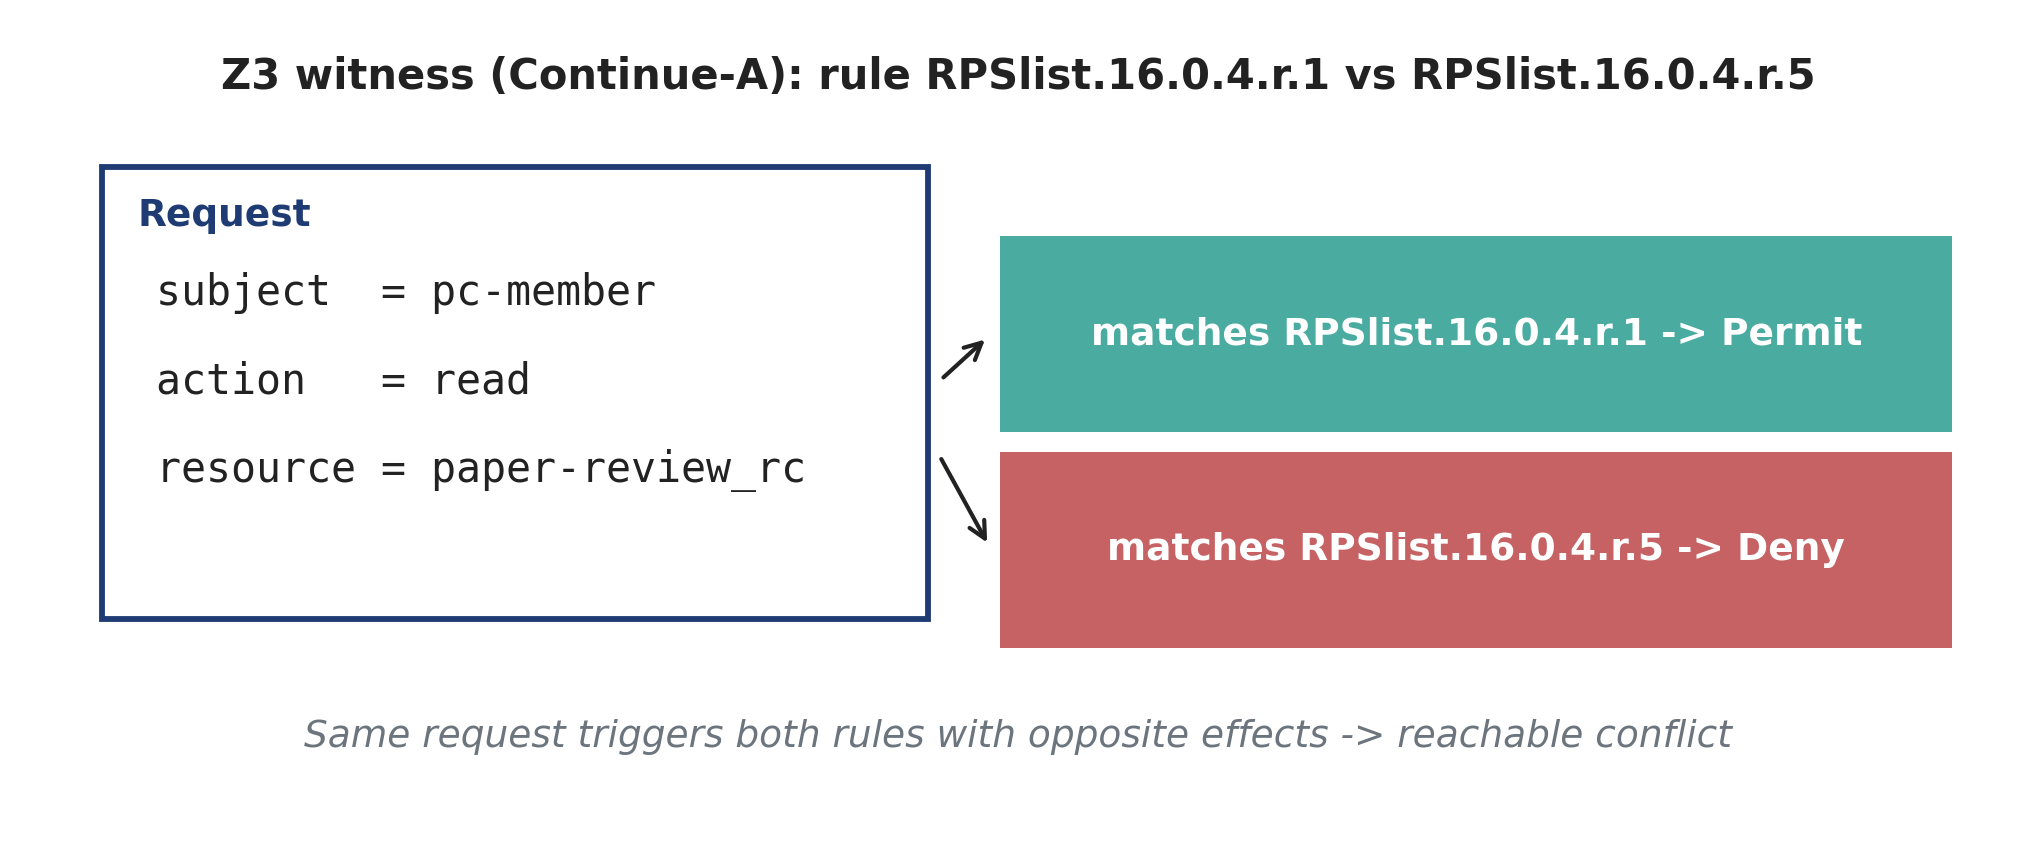 Z3 witness (Continue-A): rule RPSlist.16.0.4.r.1 vs RPSlist.16.0.4.r.5
Request
subject  = pc-member
action   = read
resource = paper-review_rc
matches RPSlist.16.0.4.r.1 -> Permit
matches RPSlist.16.0.4.r.5 -> Deny
Same request triggers both rules with opposite effects -> reachable conflict